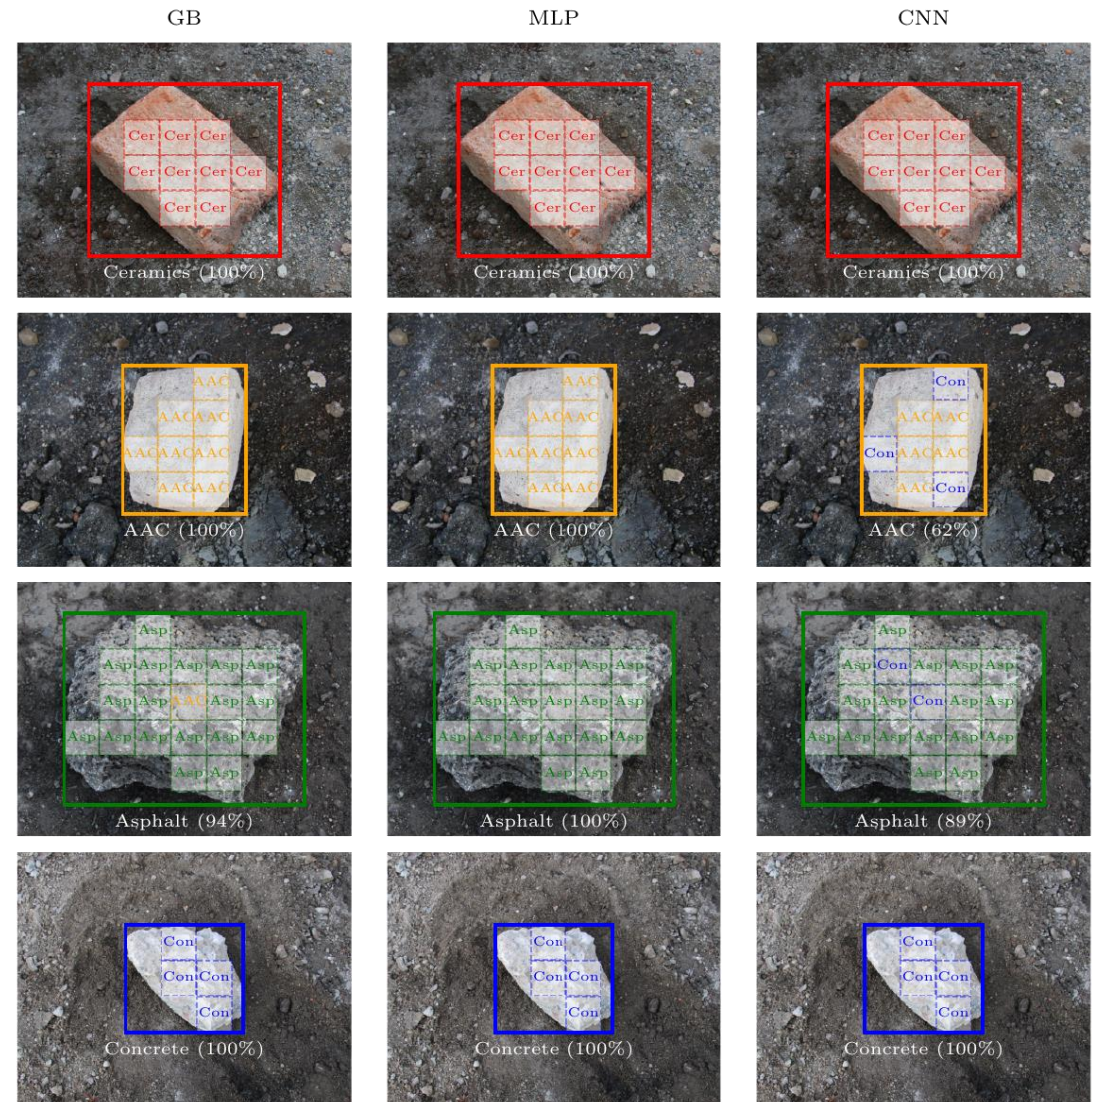 GB MLP CNN
Cer Cer Cer Cer Cer Cer Cer Cer Cer
Cer Cer Cer Cer Cer Cer Cer Cer Cer Cer Cer Cer
Cer Cer Cer Cer Cer Cer
Ceramics (100%) Ceramics (100%) Ceramics (100%)
AAC AAC Con
AAC AAC AAC AAC AAC AAC
AAC AAC AAC AAC AAC AAC Con AAC AAC
AAC AAC AAC AAC AAC Con
AAC (100%) AAC (100%) AAC (62%)
Asp Asp Asp
Asp Asp Asp Asp Asp Asp Asp Asp Asp Asp Asp Con Asp Asp Asp
Asp Asp AAC Asp Asp Asp Asp Asp Asp Asp Asp Asp Con Asp Asp
Asp Asp Asp Asp Asp Asp Asp Asp Asp Asp Asp Asp Asp Asp Asp Asp Asp Asp
Asp Asp Asp Asp Asp Asp
Asphalt (94%) Asphalt (100%) Asphalt (89%)
Con Con Con
Con Con Con Con Con Con
Con Con Con
Concrete (100%) Concrete (100%) Concrete (100%)